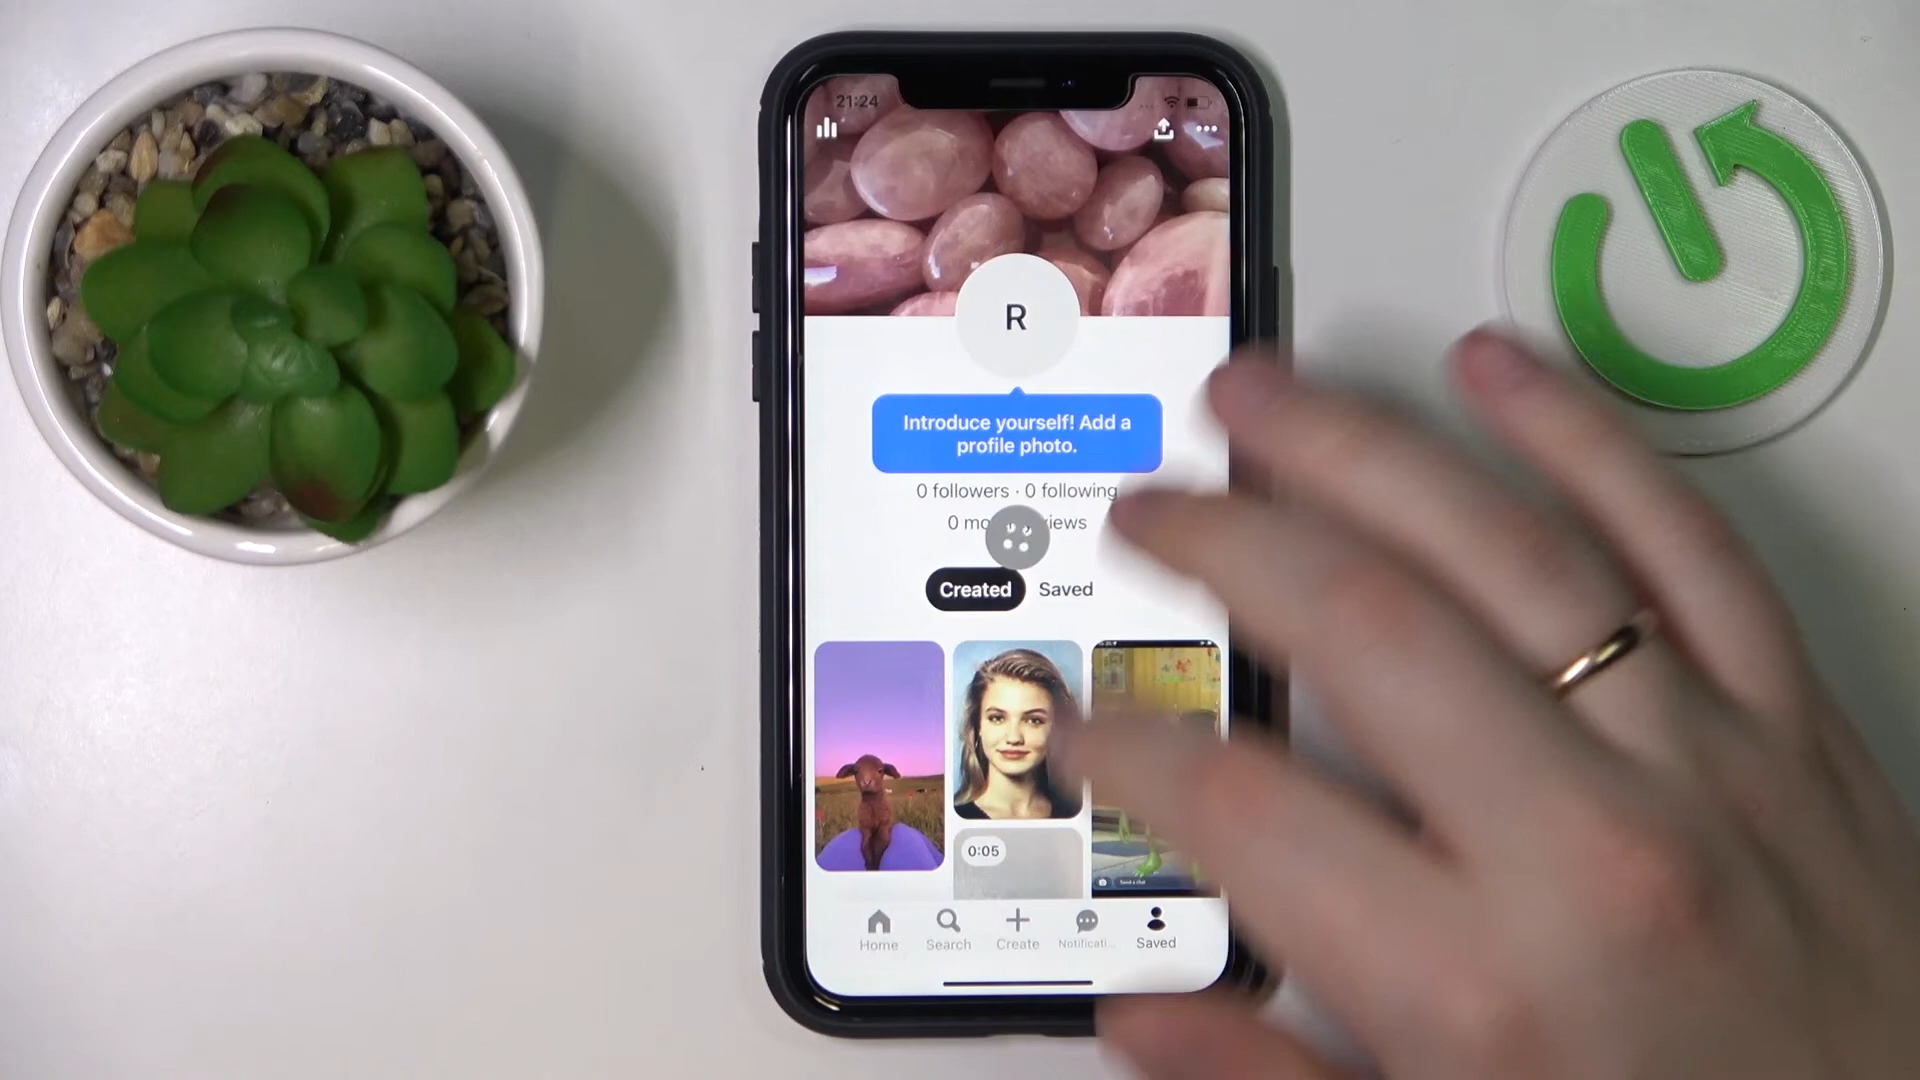 21:24
R
Introduce yourself! Add a
profile photo.
0 followers · 0 following
Created
Saved
0:05
Home
Search
Create
Notificati...
Saved